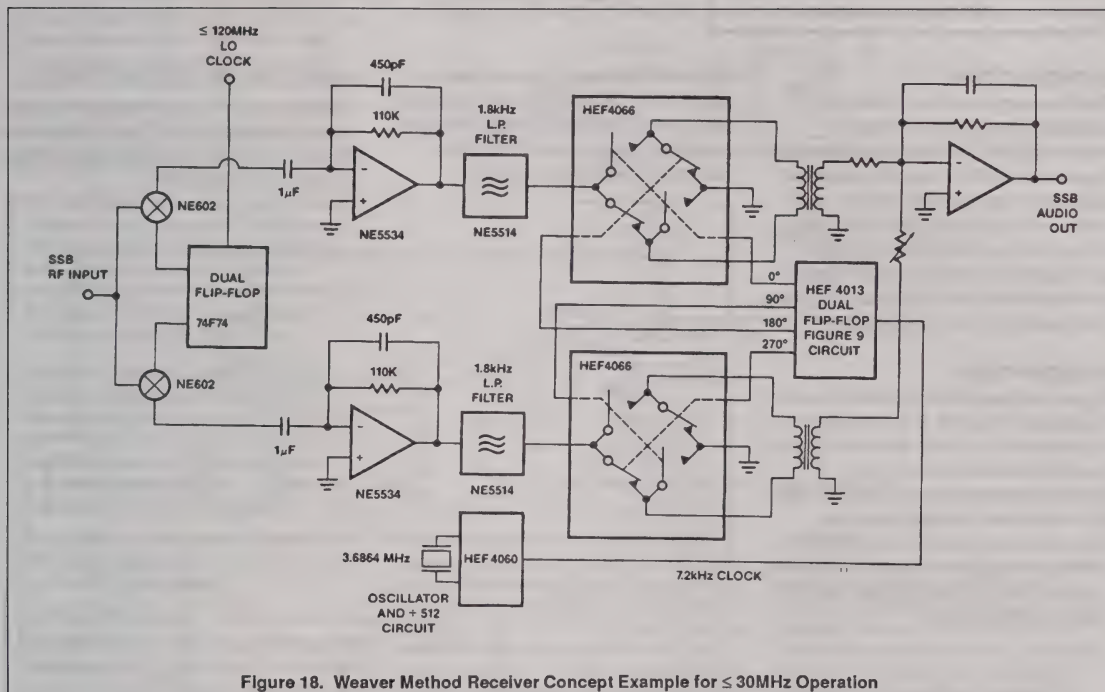 ≤ 120MHz
LO
CLOCK
450pF
110K
1.8kHz
L.P.
FILTER
HEF4066
1µF
−
+
NE5534
NE5514
NE602
DUAL
FLIP-FLOP
74F74
SSB
RF INPUT
NE602
−
+
SSB
AUDIO
OUT
0°
90°
180°
270°
HEF 4013
DUAL
FLIP-FLOP
FIGURE 9
CIRCUIT
450pF
110K
1.8kHz
L.P.
FILTER
HEF4066
1µF
−
+
NE5534
NE5514
3.6864 MHz
HEF4060
OSCILLATOR
AND ÷ 512
CIRCUIT
7.2kHz CLOCK
Figure 18. Weaver Method Receiver Concept Example for ≤ 30MHz Operation